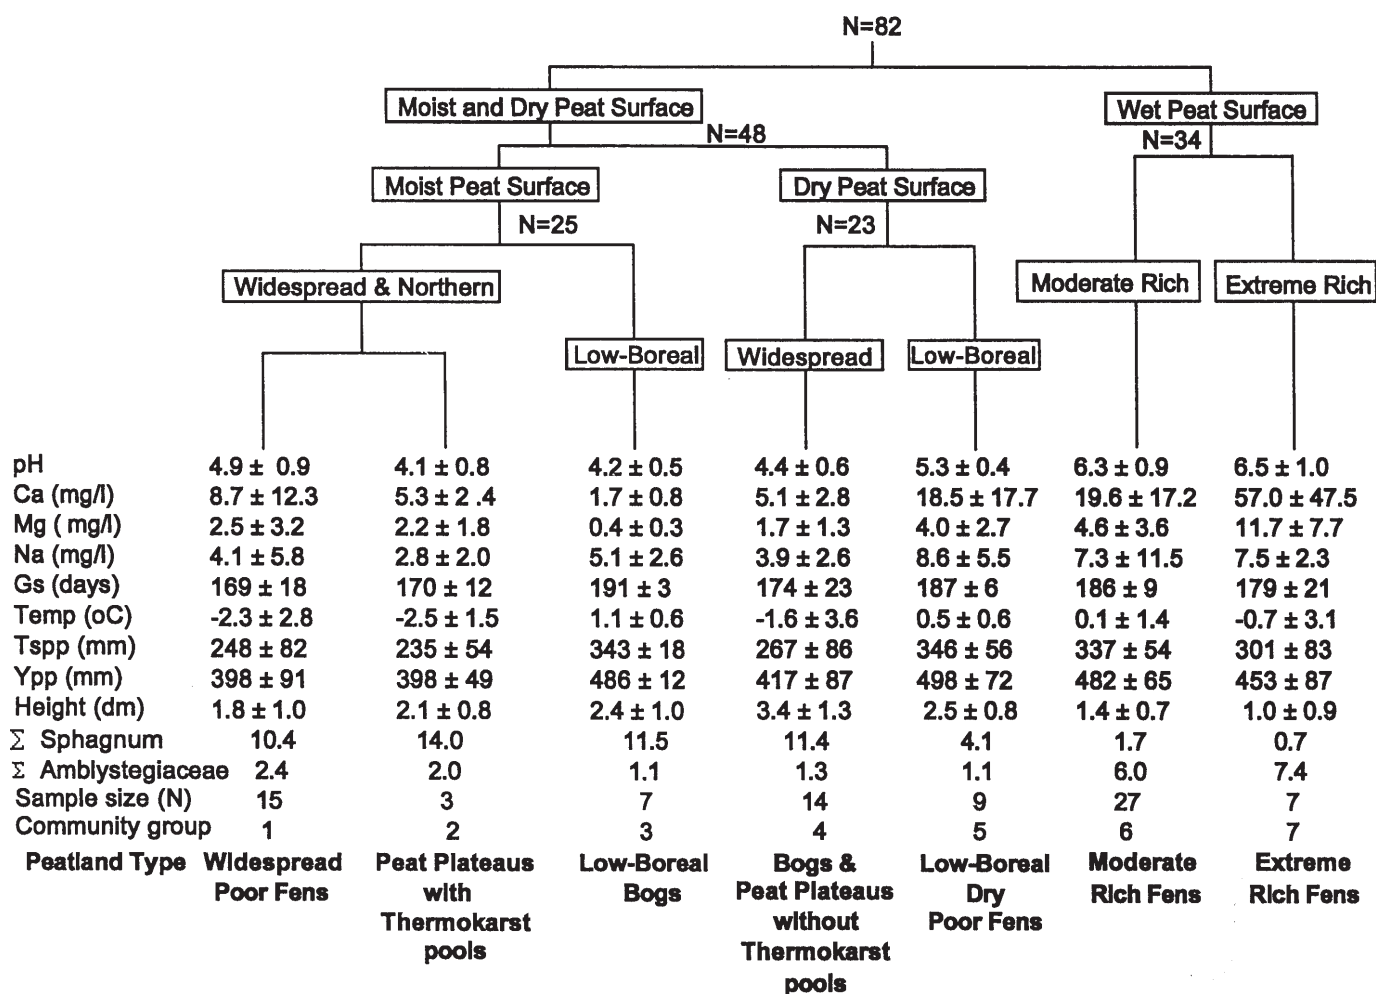 N=82
Moist and Dry Peat Surface
Wet Peat Surface
N=48
N=34
Moist Peat Surface
Dry Peat Surface
N=25
N=23
Widespread & Northern
Moderate Rich
Extreme Rich
Low-Boreal
Widespread
Low-Boreal
pH 4.9 ± 0.9 4.1 ± 0.8 4.2 ± 0.5 4.4 ± 0.6 5.3 ± 0.4 6.3 ± 0.9 6.5 ± 1.0
Ca (mg/l) 8.7 ± 12.3 5.3 ± 2 .4 1.7 ± 0.8 5.1 ± 2.8 18.5 ± 17.7 19.6 ± 17.2 57.0 ± 47.5
Mg ( mg/l) 2.5 ± 3.2 2.2 ± 1.8 0.4 ± 0.3 1.7 ± 1.3 4.0 ± 2.7 4.6 ± 3.6 11.7 ± 7.7
Na (mg/l) 4.1 ± 5.8 2.8 ± 2.0 5.1 ± 2.6 3.9 ± 2.6 8.6 ± 5.5 7.3 ± 11.5 7.5 ± 2.3
Gs (days) 169 ± 18 170 ± 12 191 ± 3 174 ± 23 187 ± 6 186 ± 9 179 ± 21
Temp (oC) -2.3 ± 2.8 -2.5 ± 1.5 1.1 ± 0.6 -1.6 ± 3.6 0.5 ± 0.6 0.1 ± 1.4 -0.7 ± 3.1
Tspp (mm) 248 ± 82 235 ± 54 343 ± 18 267 ± 86 346 ± 56 337 ± 54 301 ± 83
Ypp (mm) 398 ± 91 398 ± 49 486 ± 12 417 ± 87 498 ± 72 482 ± 65 453 ± 87
Height (dm) 1.8 ± 1.0 2.1 ± 0.8 2.4 ± 1.0 3.4 ± 1.3 2.5 ± 0.8 1.4 ± 0.7 1.0 ± 0.9
Σ Sphagnum 10.4 14.0 11.5 11.4 4.1 1.7 0.7
Σ Amblystegiaceae 2.4 2.0 1.1 1.3 1.1 6.0 7.4
Sample size (N) 15 3 7 14 9 27 7
Community group 1 2 3 4 5 6 7
Peatland Type Widespread Peat Plateaus Low-Boreal Bogs & Low-Boreal Moderate Extreme
Poor Fens with Bogs Peat Plateaus Dry Rich Fens Rich Fens
Thermokarst without Poor Fens
pools Thermokarst
pools